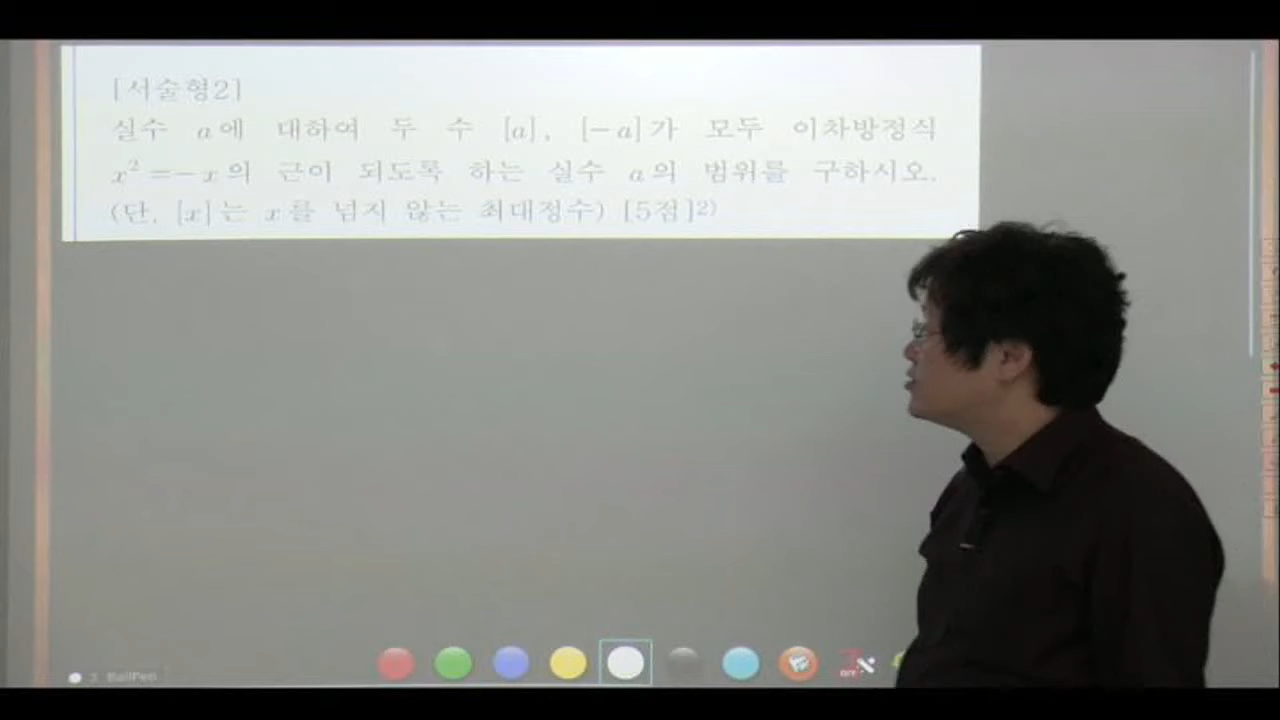 [서술형2]
실수 a에 대하여 두 수 [a], [-a]가 모두 이차방정식
x²=-x의 근이 되도록 하는 실수 a의 범위를 구하시오.
(단, [x]는 x를 넘지 않는 최대정수) [5점]2)
3 BallPen
OFF